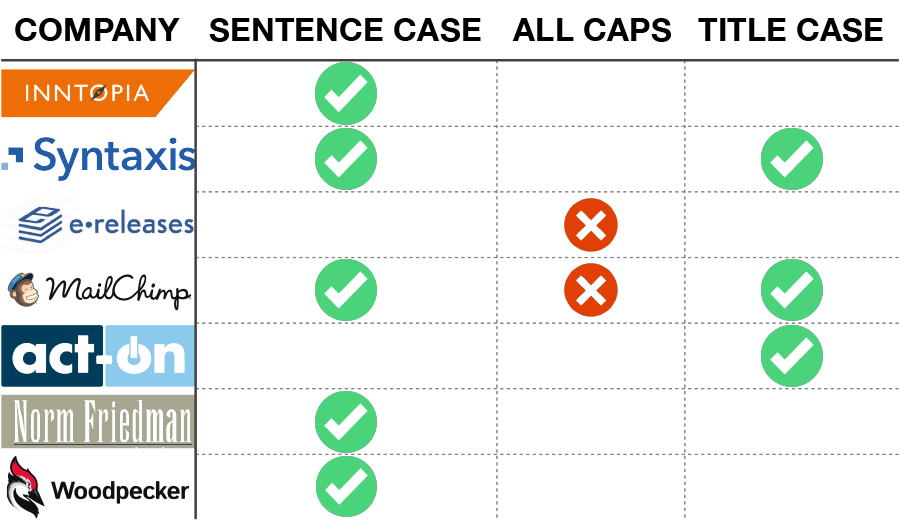 COMPANY SENTENCE CASE ALL CAPS TITLE CASE
INNTOPIA
Syntaxis
e•releases
MailChimp
act-on
Norm Friedman
Woodpecker